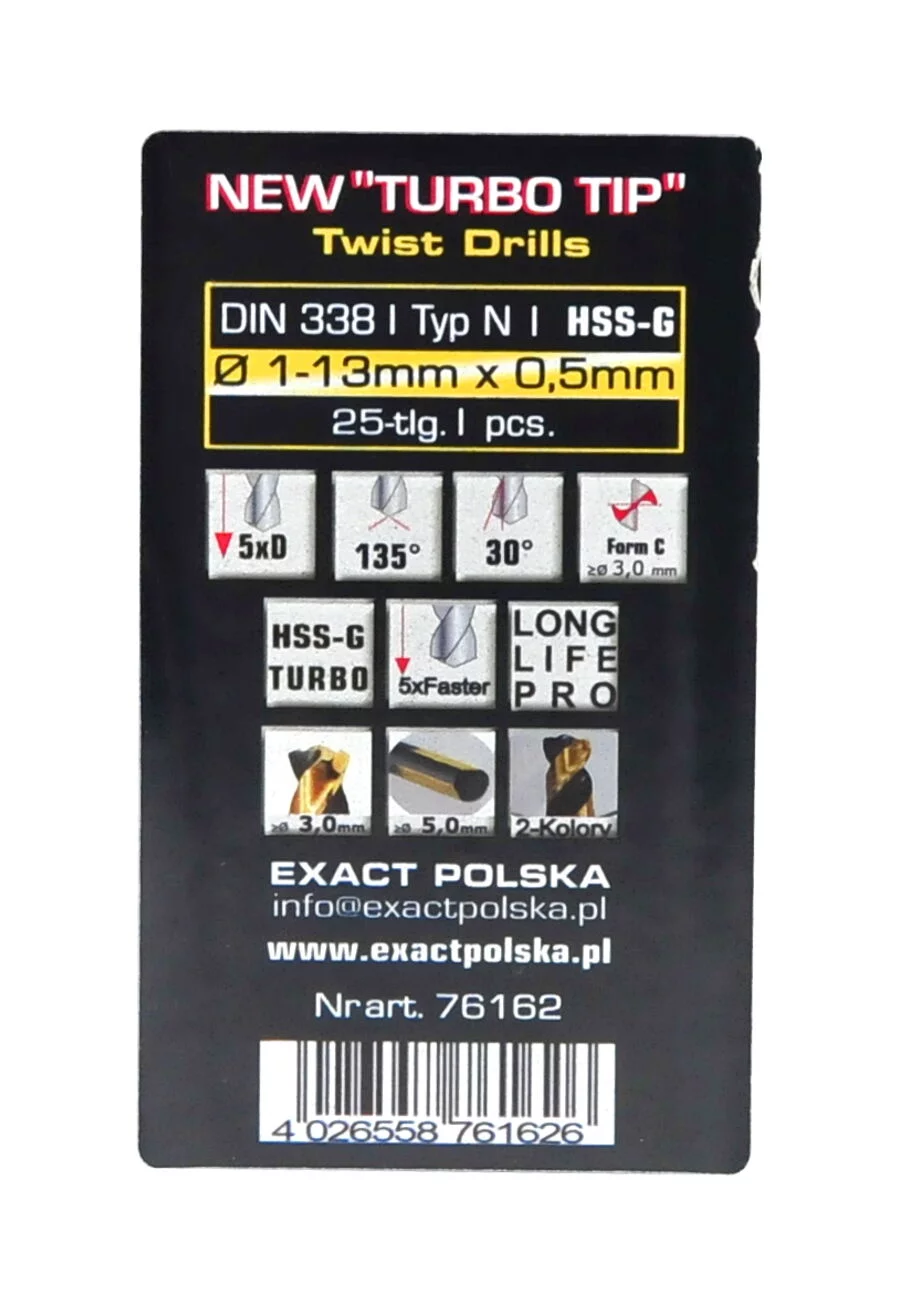 NEW "TURBO TIP"
Twist Drills
DIN 338 | Typ N | HSS-G
Ø 1-13mm x 0,5mm
25-tlg. | pcs.
5xD
135°
30°
Form C
≥ø 3,0 mm
HSS-G
TURBO
5xFaster
LONG
LIFE
PRO
≥ø 3,0mm
≥ø 5,0mm
2-Kolory
EXACT POLSKA
info@exactpolska.pl
www.exactpolska.pl
Nr art. 76162
4 026558 761626